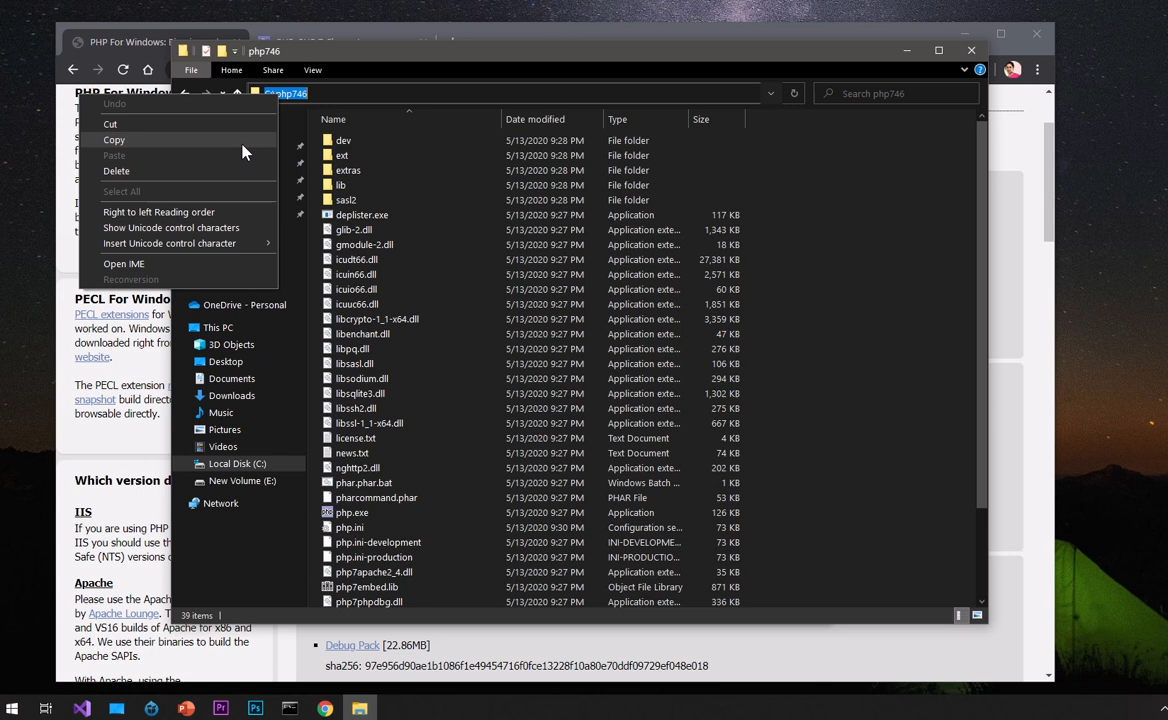 PHP For Windows:
php746
File
Home
Share
View
PHP For Window
C:\php746
Search php746
Undo
Cut
Copy
Paste
Delete
Select All
Right to left Reading order
Show Unicode control characters
Insert Unicode control character
Open IME
Reconversion
Name Date modified Type Size
dev 5/13/2020 9:28 PM File folder
ext 5/13/2020 9:28 PM File folder
extras 5/13/2020 9:28 PM File folder
lib 5/13/2020 9:28 PM File folder
sasl2 5/13/2020 9:28 PM File folder
deplister.exe 5/13/2020 9:27 PM Application 117 KB
glib-2.dll 5/13/2020 9:27 PM Application exte... 1,343 KB
gmodule-2.dll 5/13/2020 9:27 PM Application exte... 18 KB
icudt66.dll 5/13/2020 9:27 PM Application exte... 27,381 KB
icuin66.dll 5/13/2020 9:27 PM Application exte... 2,571 KB
icuio66.dll 5/13/2020 9:27 PM Application exte... 60 KB
icuuc66.dll 5/13/2020 9:27 PM Application exte... 1,851 KB
libcrypto-1_1-x64.dll 5/13/2020 9:27 PM Application exte... 3,359 KB
libenchant.dll 5/13/2020 9:27 PM Application exte... 47 KB
libpq.dll 5/13/2020 9:27 PM Application exte... 276 KB
libsasl.dll 5/13/2020 9:27 PM Application exte... 106 KB
libsodium.dll 5/13/2020 9:27 PM Application exte... 294 KB
libsqlite3.dll 5/13/2020 9:27 PM Application exte... 1,302 KB
libssh2.dll 5/13/2020 9:27 PM Application exte... 275 KB
libssl-1_1-x64.dll 5/13/2020 9:27 PM Application exte... 667 KB
license.txt 5/13/2020 9:27 PM Text Document 4 KB
news.txt 5/13/2020 9:27 PM Text Document 74 KB
nghttp2.dll 5/13/2020 9:27 PM Application exte... 202 KB
phar.phar.bat 5/13/2020 9:27 PM Windows Batch ... 1 KB
pharcommand.phar 5/13/2020 9:27 PM PHAR File 53 KB
php.exe 5/13/2020 9:27 PM Application 126 KB
php.ini 5/13/2020 9:30 PM Configuration se... 73 KB
php.ini-development 5/13/2020 9:27 PM INI-DEVELOPME... 73 KB
php.ini-production 5/13/2020 9:27 PM INI-PRODUCTIO... 73 KB
php7apache2_4.dll 5/13/2020 9:27 PM Application exte... 35 KB
php7embed.lib 5/13/2020 9:27 PM Object File Library 871 KB
php7phpdbg.dll 5/13/2020 9:27 PM Application exte... 336 KB
OneDrive - Personal
This PC
3D Objects
Desktop
Documents
Downloads
Music
Pictures
Videos
Local Disk (C:)
New Volume (E:)
Network
39 items
PECL For Windo
PECL extensions for W
worked on. Windows
downloaded right from
website.
The PECL extension
snapshot build direct
browsable directly.
Which version d
IIS
If you are using PHP
IIS you should use th
Safe (NTS) versions o
Apache
Please use the Apach
by Apache Lounge. T
and VS16 builds of Apache for x86 and
x64. We use their binaries to build the
Apache SAPIs.
With Apache, using the
Debug Pack [22.86MB]
sha256: 97e956d90ae1b1086f1e49454716f0fce13228f10a80e70ddf09729ef048e018